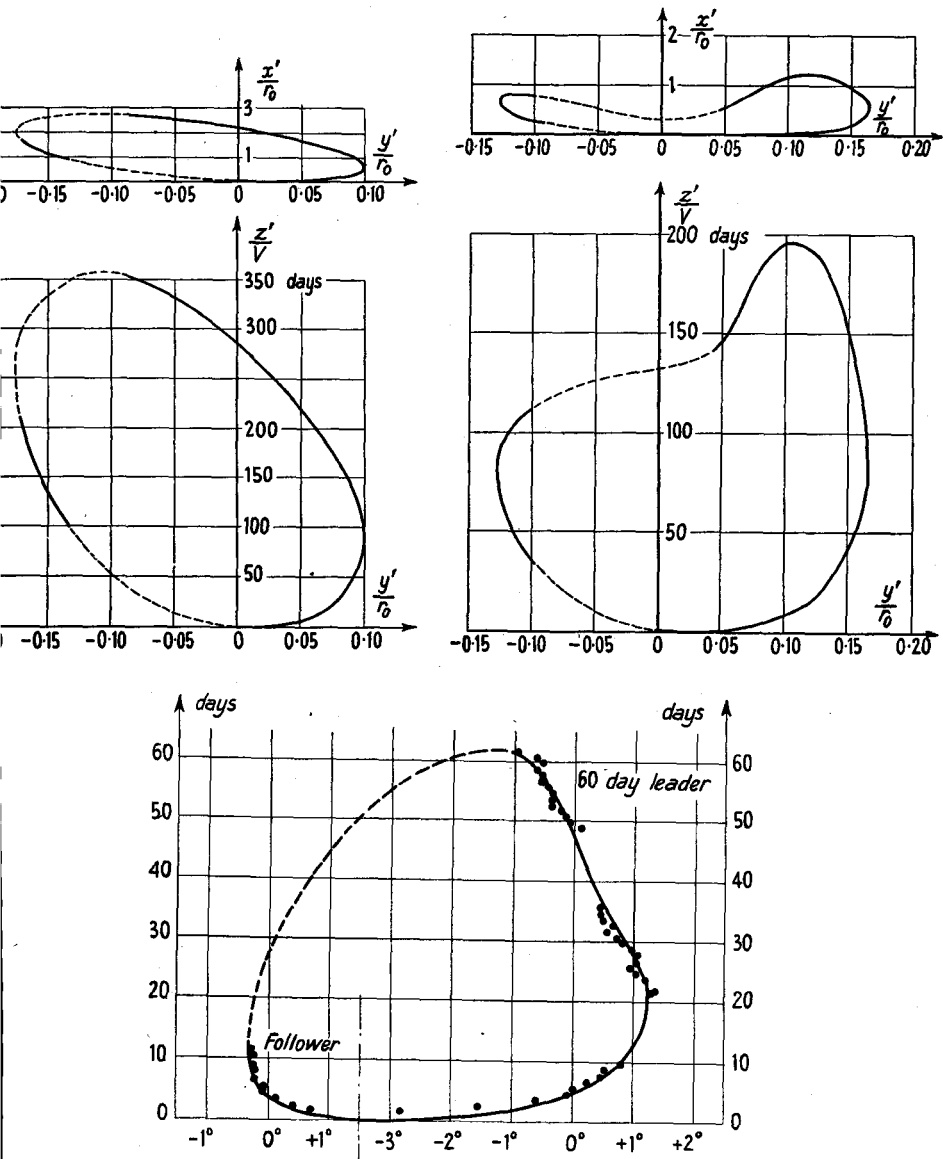 x'/r₀
3
1
y'/r₀
0 -0·15 -0·10 -0·05 0 0·05 0·10
2 x'/r₀
1
y'/r₀
-0·15 -0·10 -0·05 0 0·05 0·10 0·15 0·20
z'/V
350 days
300
200
150
100
50
y'/r₀
0 -0·15 -0·10 -0·05 0 0·05 0·10
z'/V
200 days
150
100
50
y'/r₀
-0·15 -0·10 -0·05 0 0·05 0·10 0·15 0·20
days days
60 60
60 day leader
50 50
40 40
30 30
20 20
Follower
10 10
0 0
-1° 0° +1° -3° -2° -1° 0° +1° +2°